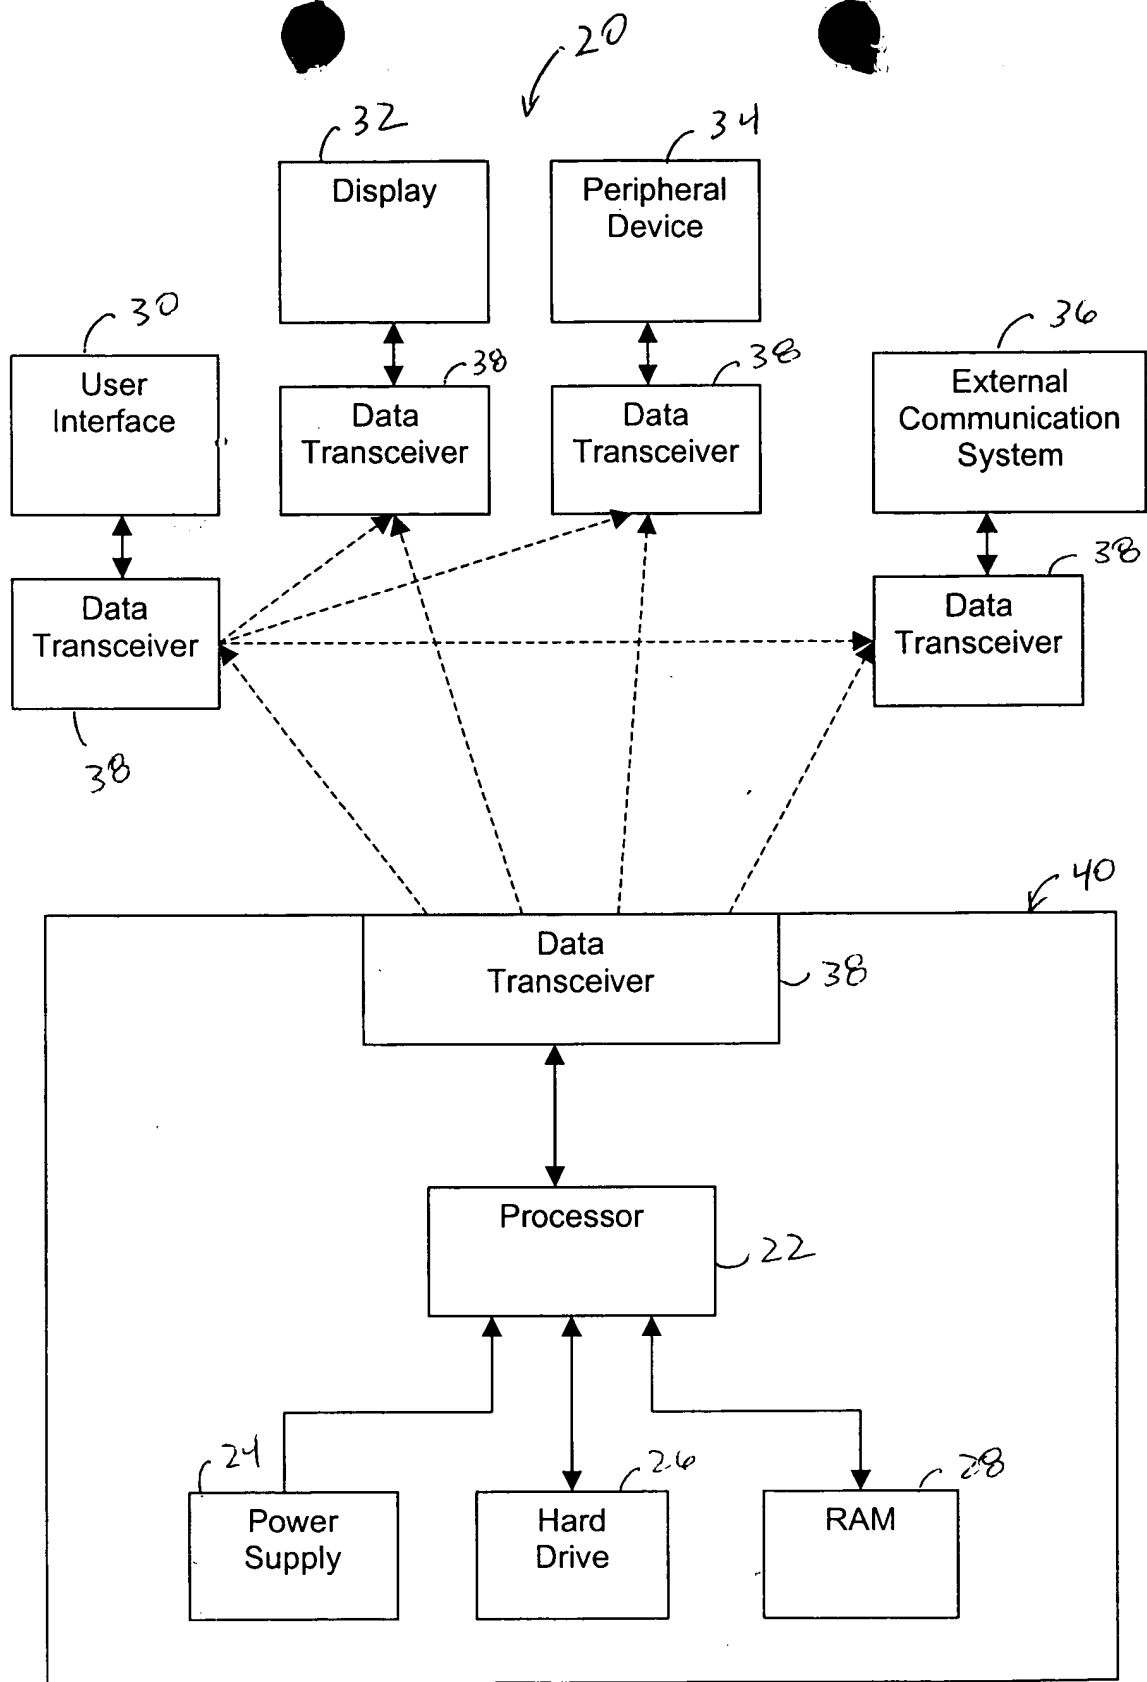 20
32
34
Display
Peripheral
Device
30
36
User
Interface
38
38
External
Communication
System
Data
Transceiver
Data
Transceiver
38
Data
Transceiver
Data
Transceiver
38
40
Data
Transceiver
38
Processor
22
24
26
28
Power
Supply
Hard
Drive
RAM